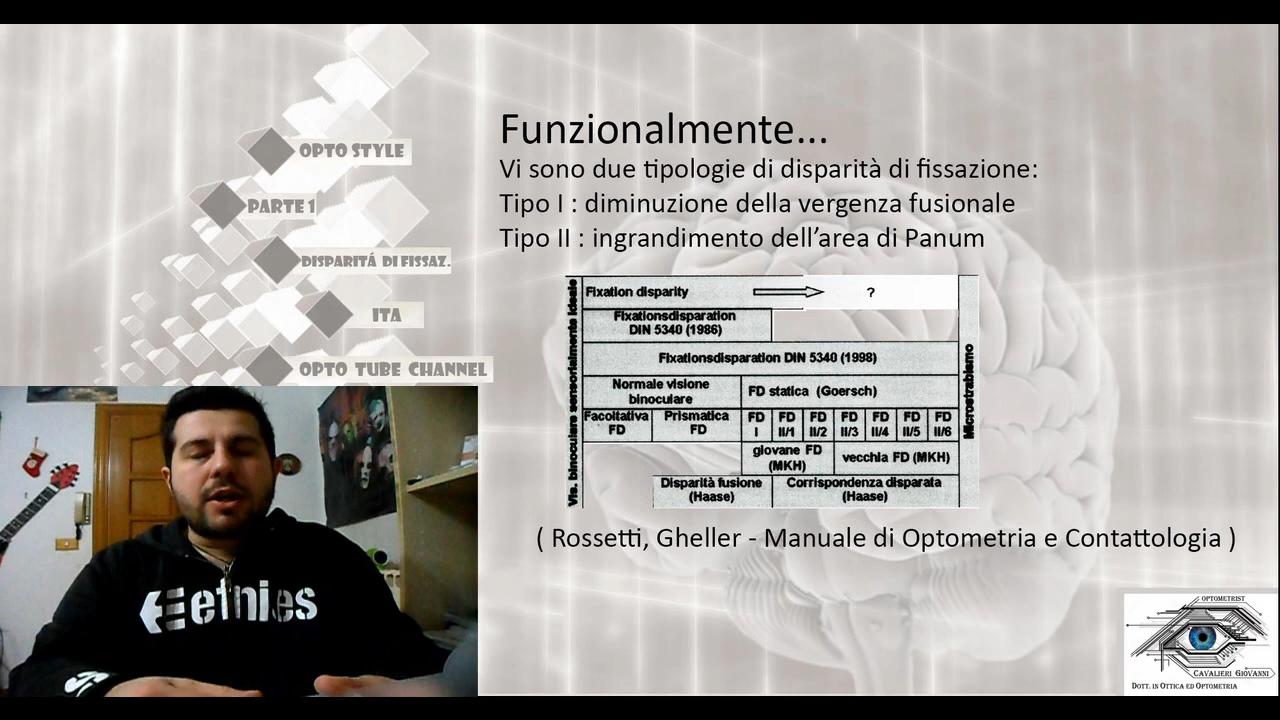 Funzionalmente...
Vi sono due tipologie di disparità di fissazione:
Tipo I : diminuzione della vergenza fusionale
Tipo II : ingrandimento dell’area di Panum
OPTO STYLE
PARTE 1
DISPARITÁ DI FISSAZ.
ITA
OPTO TUBE CHANNEL
Vis. binoculare sensorialmente ideale
Fixation disparity ?
Fixationsdisparation
DIN 5340 (1986)
Fixationsdisparation DIN 5340 (1998)
Normale visione
binoculare
FD statica (Goersch)
Facoltativa
FD
Prismatica
FD
FD
I
FD
II/1
FD
II/2
FD
II/3
FD
II/4
FD
II/5
FD
II/6
giovane FD
(MKH)
vecchia FD (MKH)
Disparità fusione
(Haase)
Corrispondenza disparata
(Haase)
Microstrabismo
( Rossetti, Gheller - Manuale di Optometria e Contattologia )
etnies
OPTOMETRIST
CAVALIERI GIOVANNI
DOTT. IN OTTICA ED OPTOMETRIA